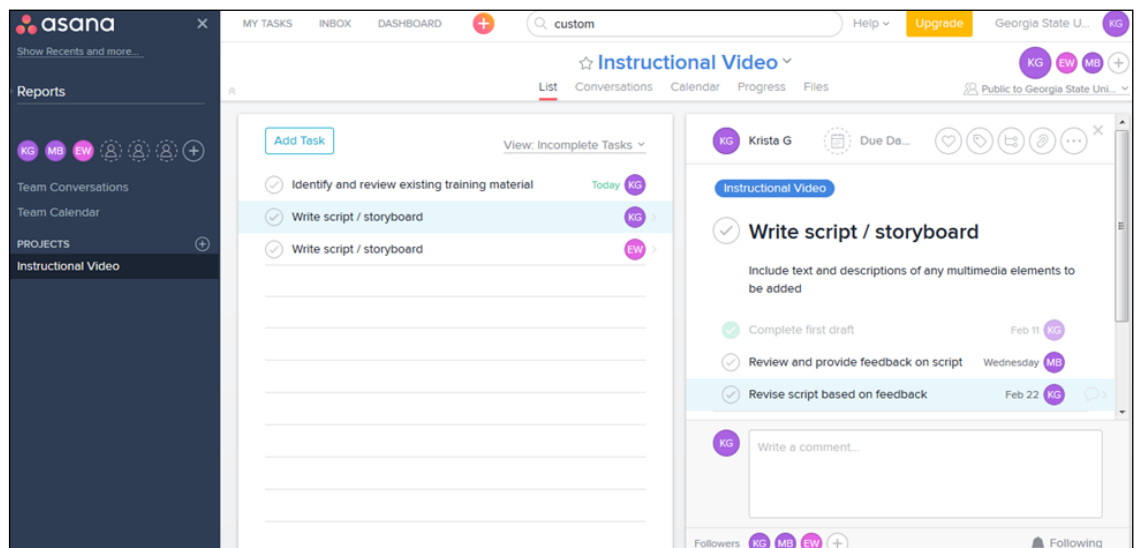 asana ×
Show Recents and more...
Reports
KG MB EW +
Team Conversations
Team Calendar
PROJECTS +
Instructional Video
MY TASKS INBOX DASHBOARD + custom Help Upgrade Georgia State U... KG
Instructional Video
KG EW MB +
List Conversations Calendar Progress Files
Public to Georgia State Uni...
Add Task
View: Incomplete Tasks
Identify and review existing training material Today KG
Write script / storyboard KG
Write script / storyboard EW
KG Krista G Due Da... ×
Instructional Video
Write script / storyboard
Include text and descriptions of any multimedia elements to
be added
Complete first draft Feb 11 KG
Review and provide feedback on script Wednesday MB
Revise script based on feedback Feb 22 KG
KG Write a comment...
Followers KG MB EW + Following